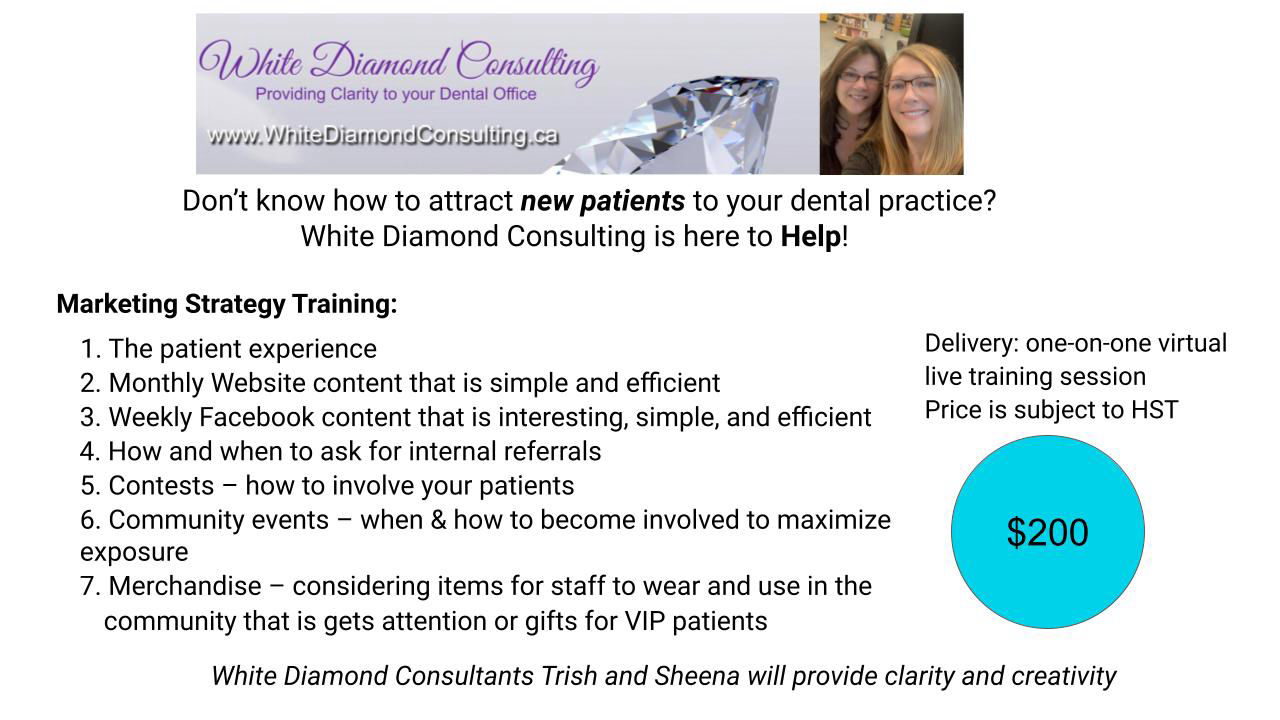 White Diamond Consulting
Providing Clarity to your Dental Office
www.WhiteDiamondConsulting.ca
Don’t know how to attract new patients to your dental practice?
White Diamond Consulting is here to Help!
Marketing Strategy Training:
1. The patient experience
2. Monthly Website content that is simple and efficient
3. Weekly Facebook content that is interesting, simple, and efficient
4. How and when to ask for internal referrals
5. Contests – how to involve your patients
6. Community events – when & how to become involved to maximize
exposure
7. Merchandise – considering items for staff to wear and use in the
community that is gets attention or gifts for VIP patients
Delivery: one-on-one virtual
live training session
Price is subject to HST
$200
White Diamond Consultants Trish and Sheena will provide clarity and creativity